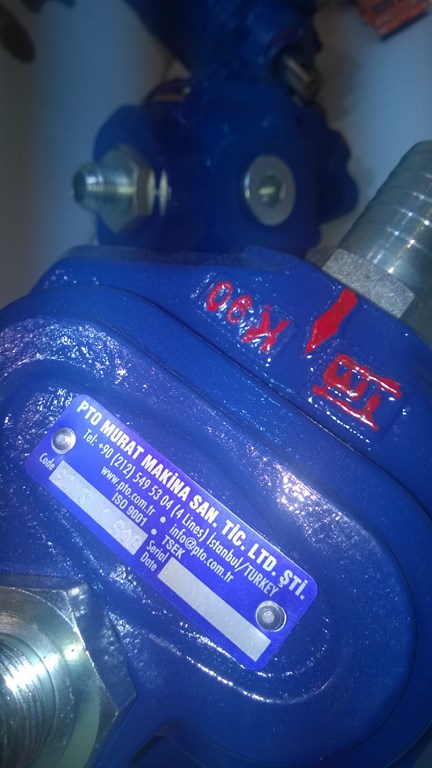 K90
PTO MURAT MAKİNA SAN. TİC. LTD. ŞTİ.
Tel: +90 (212) 549 53 04 (4 Lines) İstanbul/TURKEY
www.pto.com.tr • info@pto.com.tr
ISO 9001 • TSEK
Code
Serial
Date